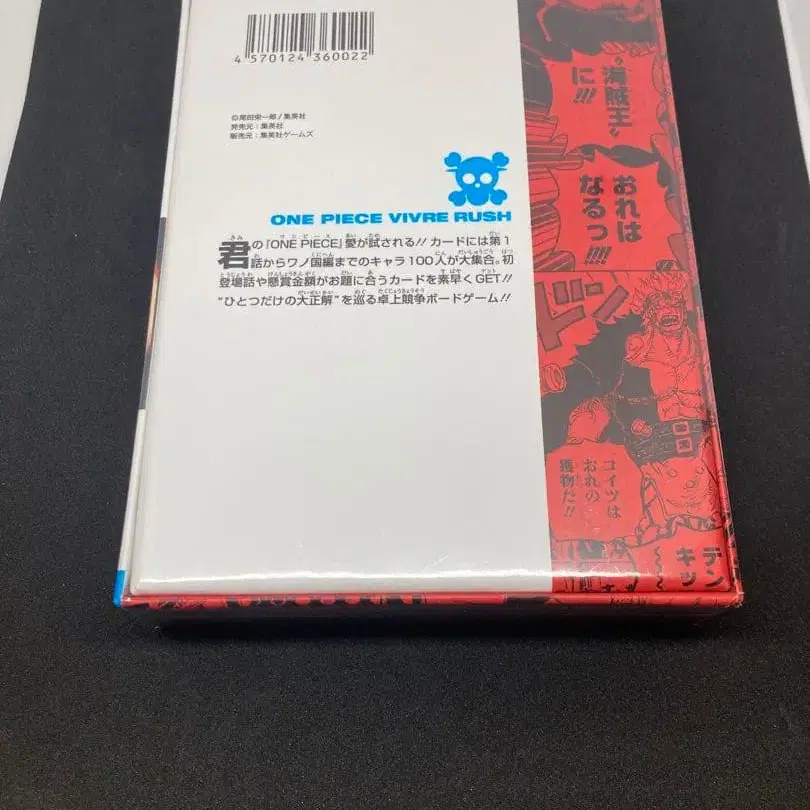 4 570124 360022
©尾田栄一郎/集英社
発売元:集英社
販売元:集英社ゲームズ
ONE PIECE VIVRE RUSH
君の『ONE PIECE』愛が試される!! カードには第1
話からワノ国編までのキャラ100人が大集合。初
登場話や懸賞金額がお題に合うカードを素早くGET!!
“ひとつだけの大正解”を巡る卓上競争ボードゲーム!!
“海賊王”
に!!!
おれは
なるっ!!!!
ドン
コイツは
おれの
獲物だ!!
テン
キッ